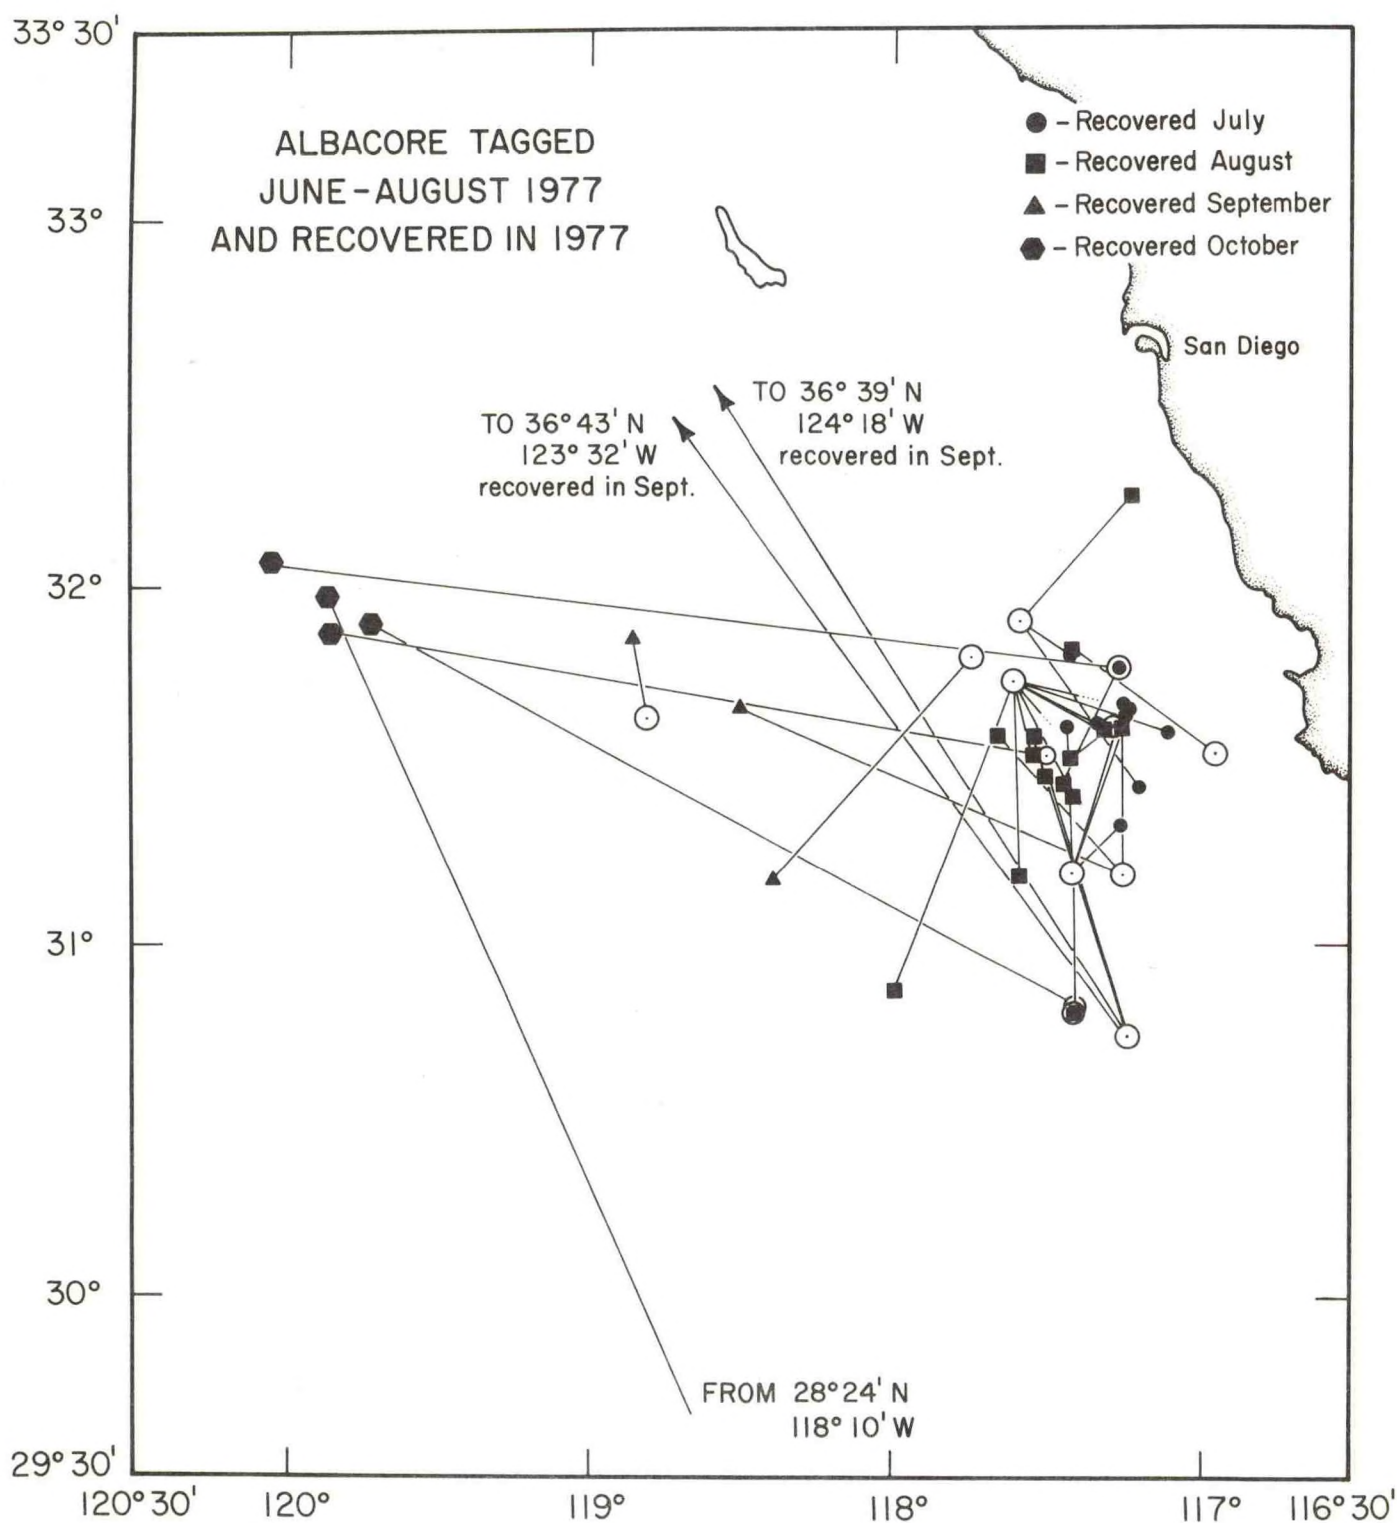 33° 30'
ALBACORE TAGGED
JUNE-AUGUST 1977
AND RECOVERED IN 1977
- Recovered July
- Recovered August
- Recovered September
- Recovered October
33°
San Diego
TO 36° 39' N
124° 18' W
recovered in Sept.
TO 36° 43' N
123° 32' W
recovered in Sept.
32°
31°
30°
FROM 28° 24' N
118° 10' W
29° 30'
120° 30' 120° 119° 118° 117° 116° 30'